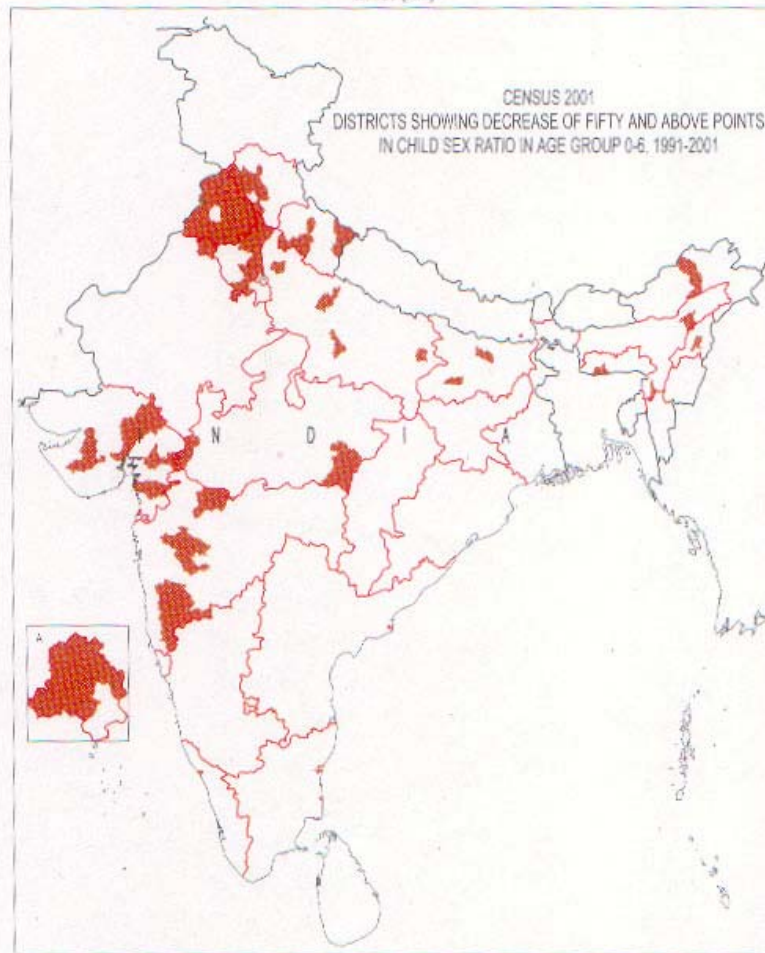 CENSUS 2001
DISTRICTS SHOWING DECREASE OF FIFTY AND ABOVE POINTS
IN CHILD SEX RATIO IN AGE GROUP 0-6, 1991-2001
N D I A
A